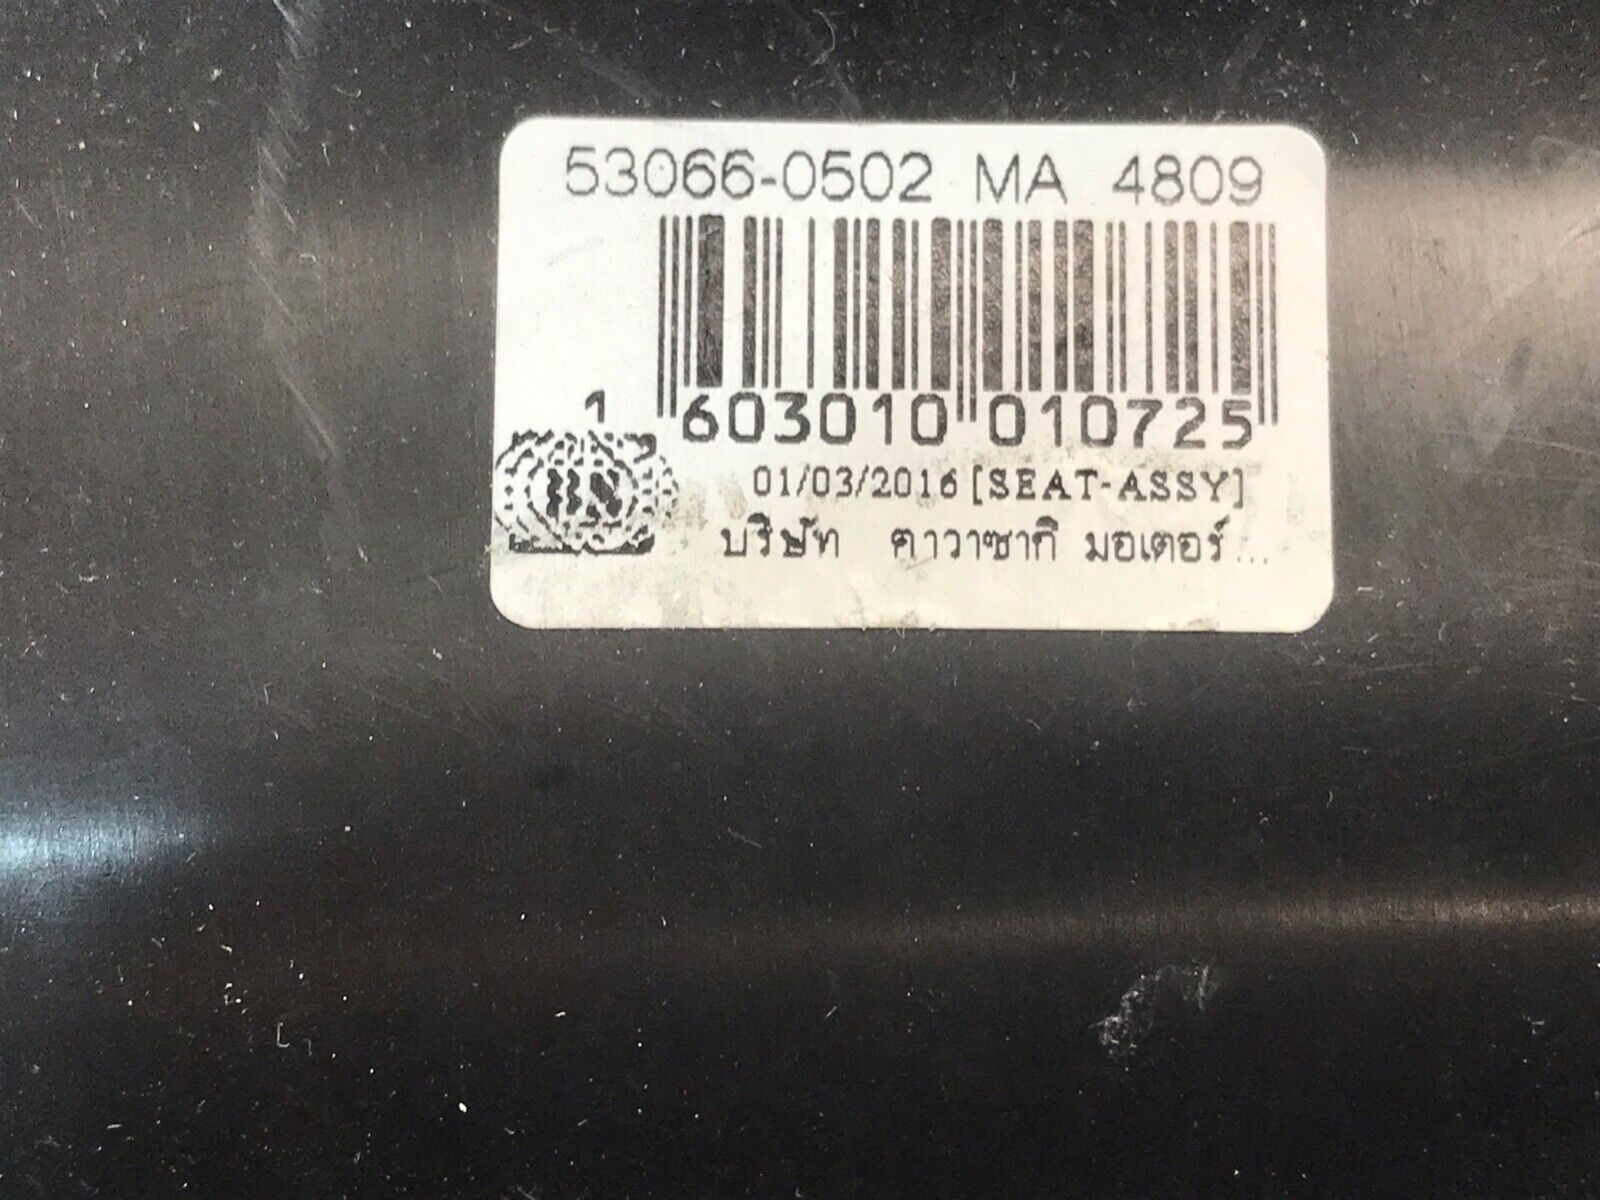 53066-0502 MA 4809
1 603010 010725
01/03/2016 [SEAT-ASSY]
บริษัท คาวาซากิ มอเตอร์...